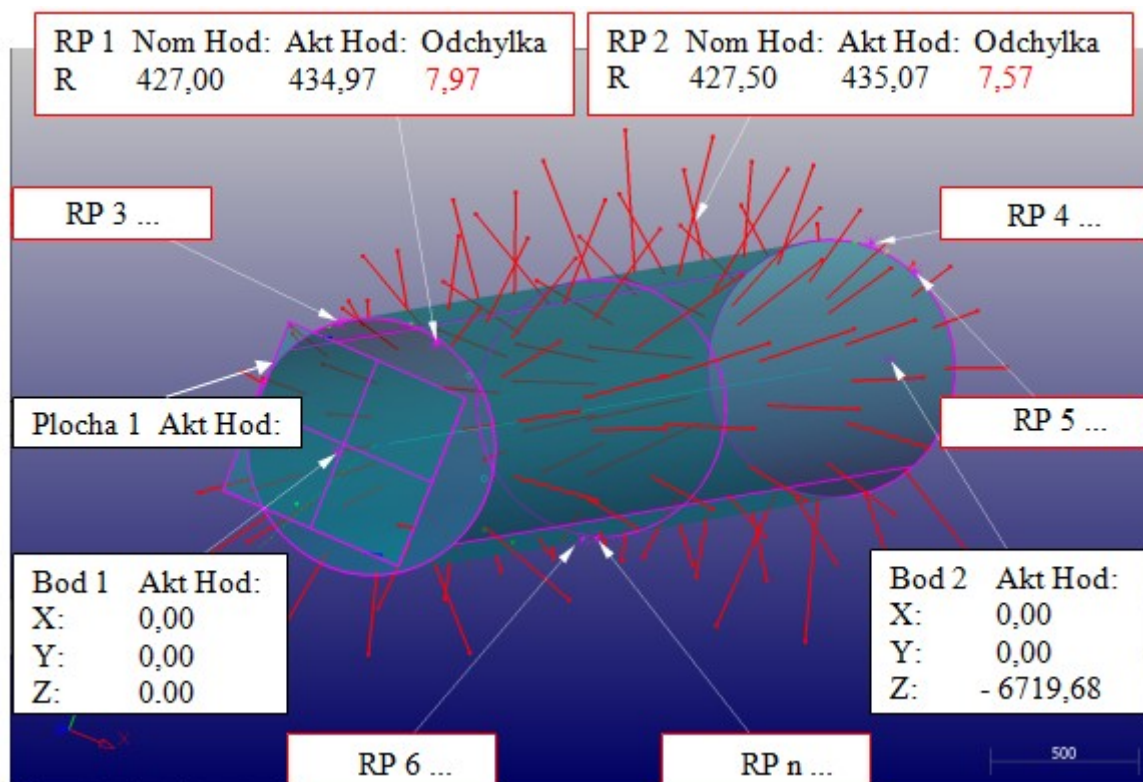 RP 1 Nom Hod: Akt Hod: Odchylka
R 427,00 434,97 7,97
RP 2 Nom Hod: Akt Hod: Odchylka
R 427,50 435,07 7,57
RP 3 ...
RP 4 ...
Plocha 1 Akt Hod:
RP 5 ...
Bod 1 Akt Hod:
X: 0,00
Y: 0,00
Z: 0.00
Bod 2 Akt Hod:
X: 0,00
Y: 0,00
Z: - 6719,68
X
RP 6 ...
RP n ...
500